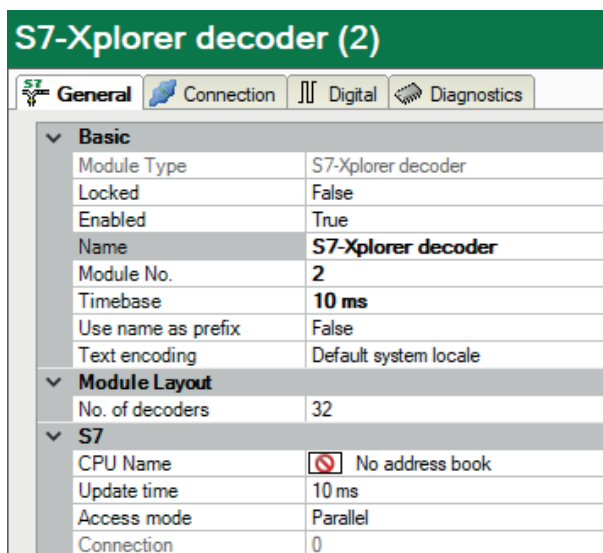 S7-Xplorer decoder (2)
S7 General Connection Digital Diagnostics
Basic
Module Type S7-Xplorer decoder
Locked False
Enabled True
Name S7-Xplorer decoder
Module No. 2
Timebase 10 ms
Use name as prefix False
Text encoding Default system locale
Module Layout
No. of decoders 32
S7
CPU Name No address book
Update time 10 ms
Access mode Parallel
Connection 0